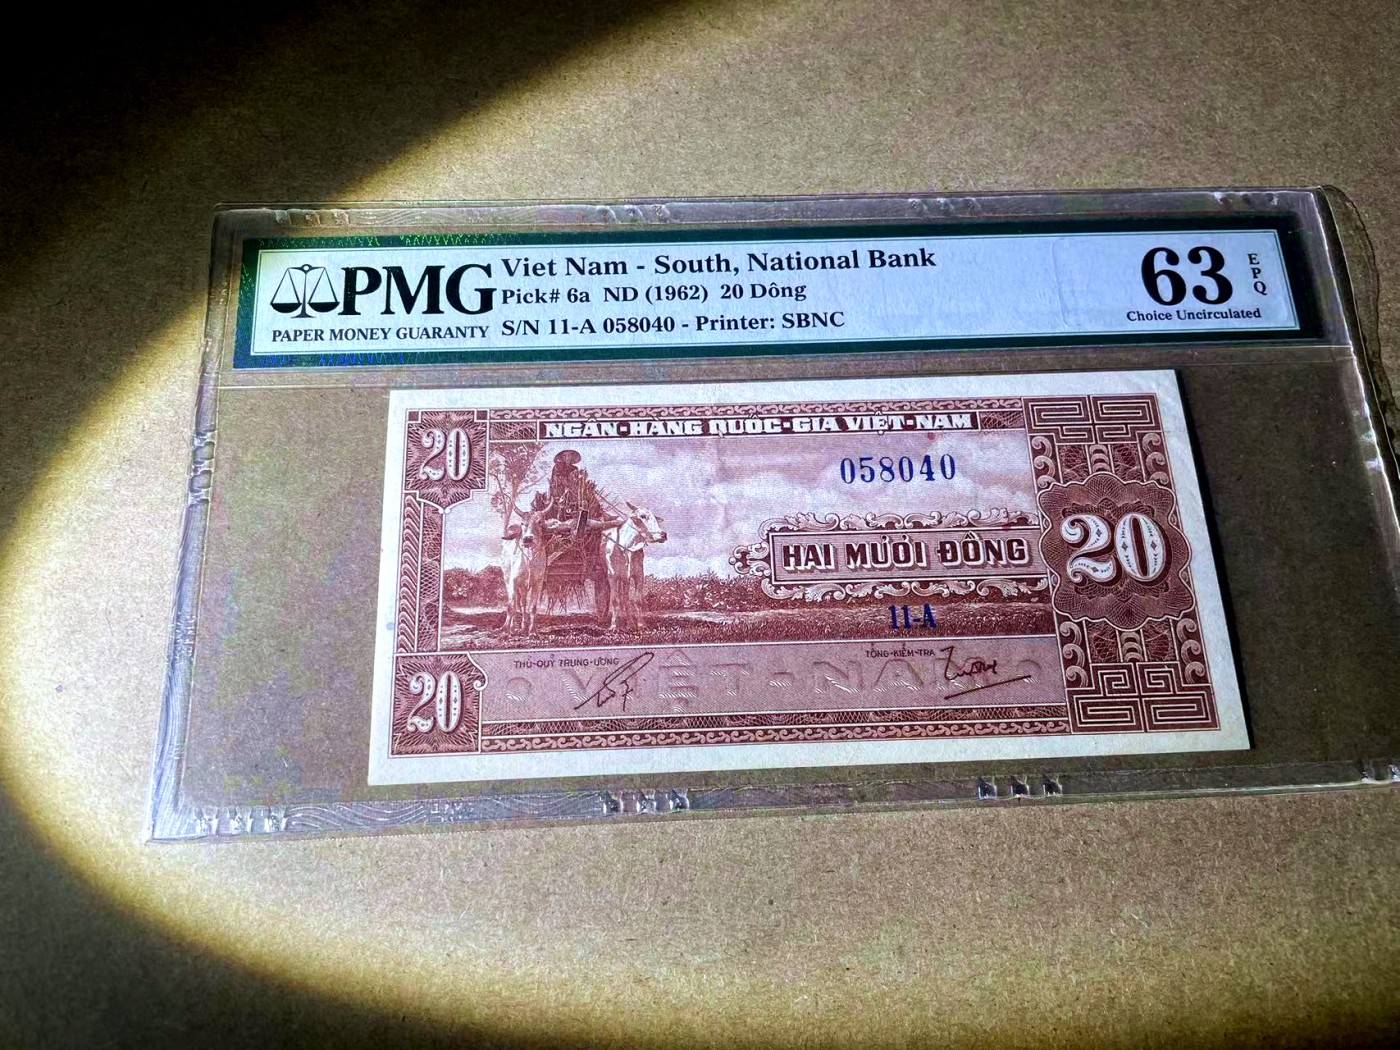 PMG
PAPER MONEY GUARANTY
Viet Nam - South, National Bank
Pick# 6a ND (1962) 20 Dông
S/N 11-A 058040 - Printer: SBNC
63
EPQ
Choice Uncirculated
20
NGÂN-HÀNG QUỐC-GIA VIỆT-NAM
058040
HAI MƯƠI ĐỒNG
20
11-A
THỦ-QUỸ TRUNG-ƯƠNG
TỔNG-KIỂM-TRA
VIỆT-NAM
20